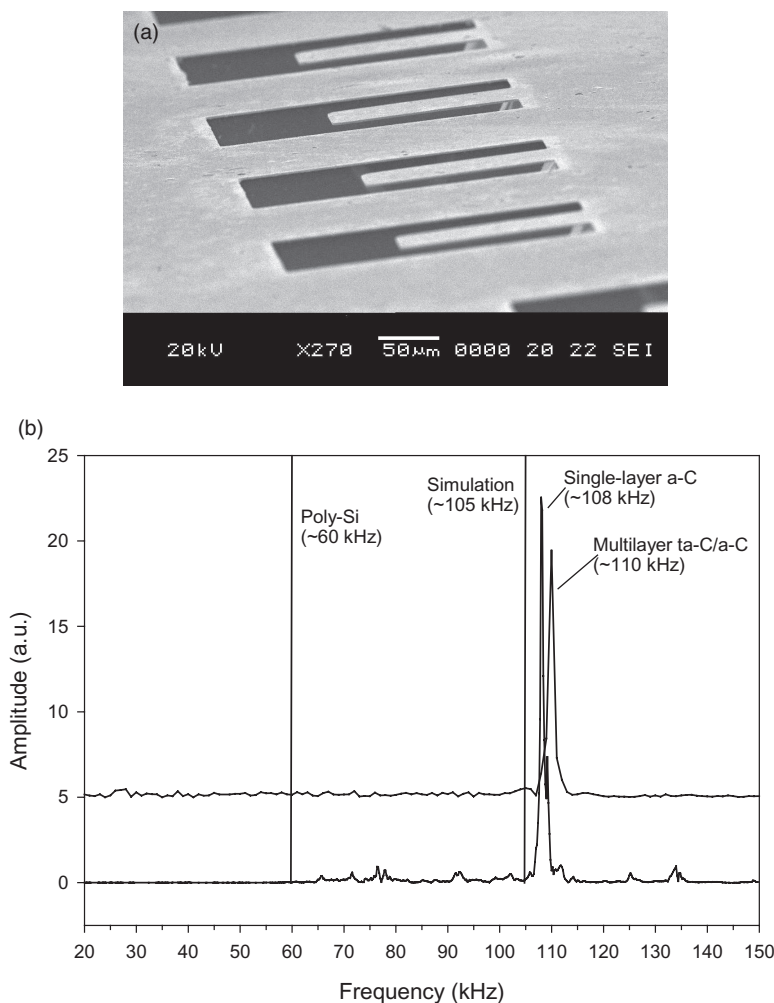 (a)
20kV X270 50μm 0000 20 22 SEI
(b)
25
20
15
10
5
0
Amplitude (a.u.)
Poly-Si
(~60 kHz)
Simulation
(~105 kHz)
Single-layer a-C
(~108 kHz)
Multilayer ta-C/a-C
(~110 kHz)
20 30 40 50 60 70 80 90 100 110 120 130 140 150
Frequency (kHz)